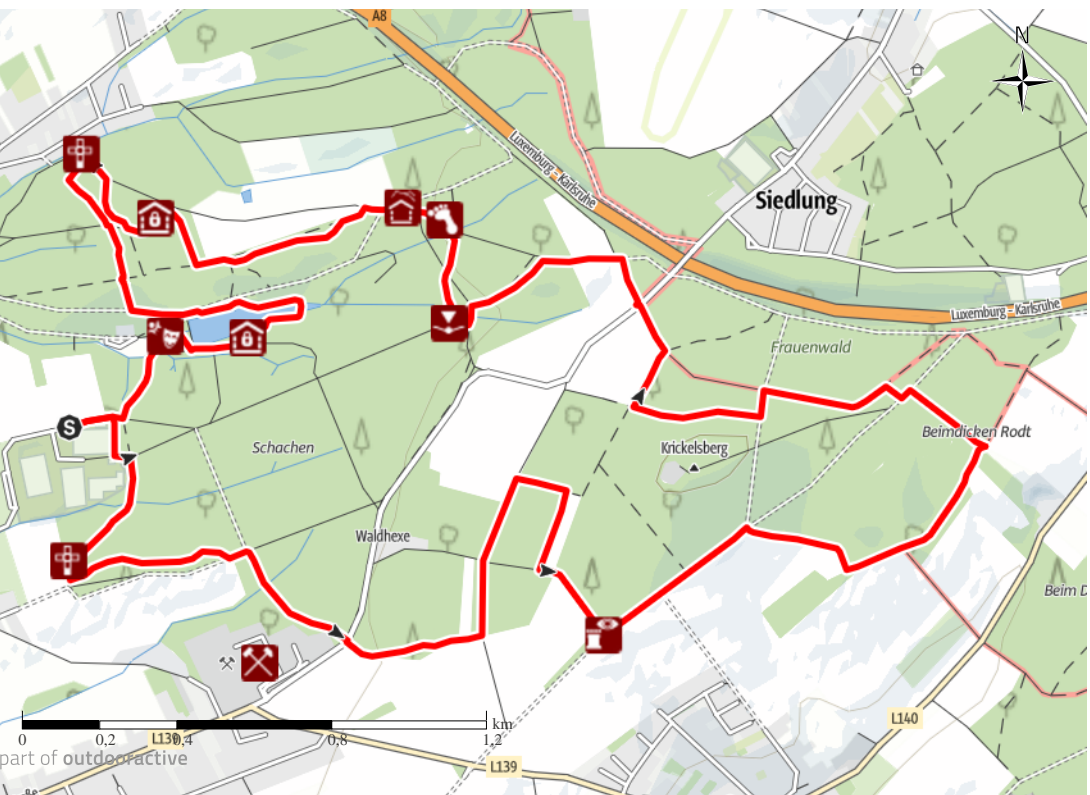 A8
N
Luxemburg - Karlsruhe
Siedlung
Luxemburg - Karlsruhe
Frauenwald
S
Beimdicken Rodt
Schachen
Krickelsberg
Waldhexe
Beim D
km
0 0,2 0,4 0,8 1,2
L139
L140
part of outdooractive
L139